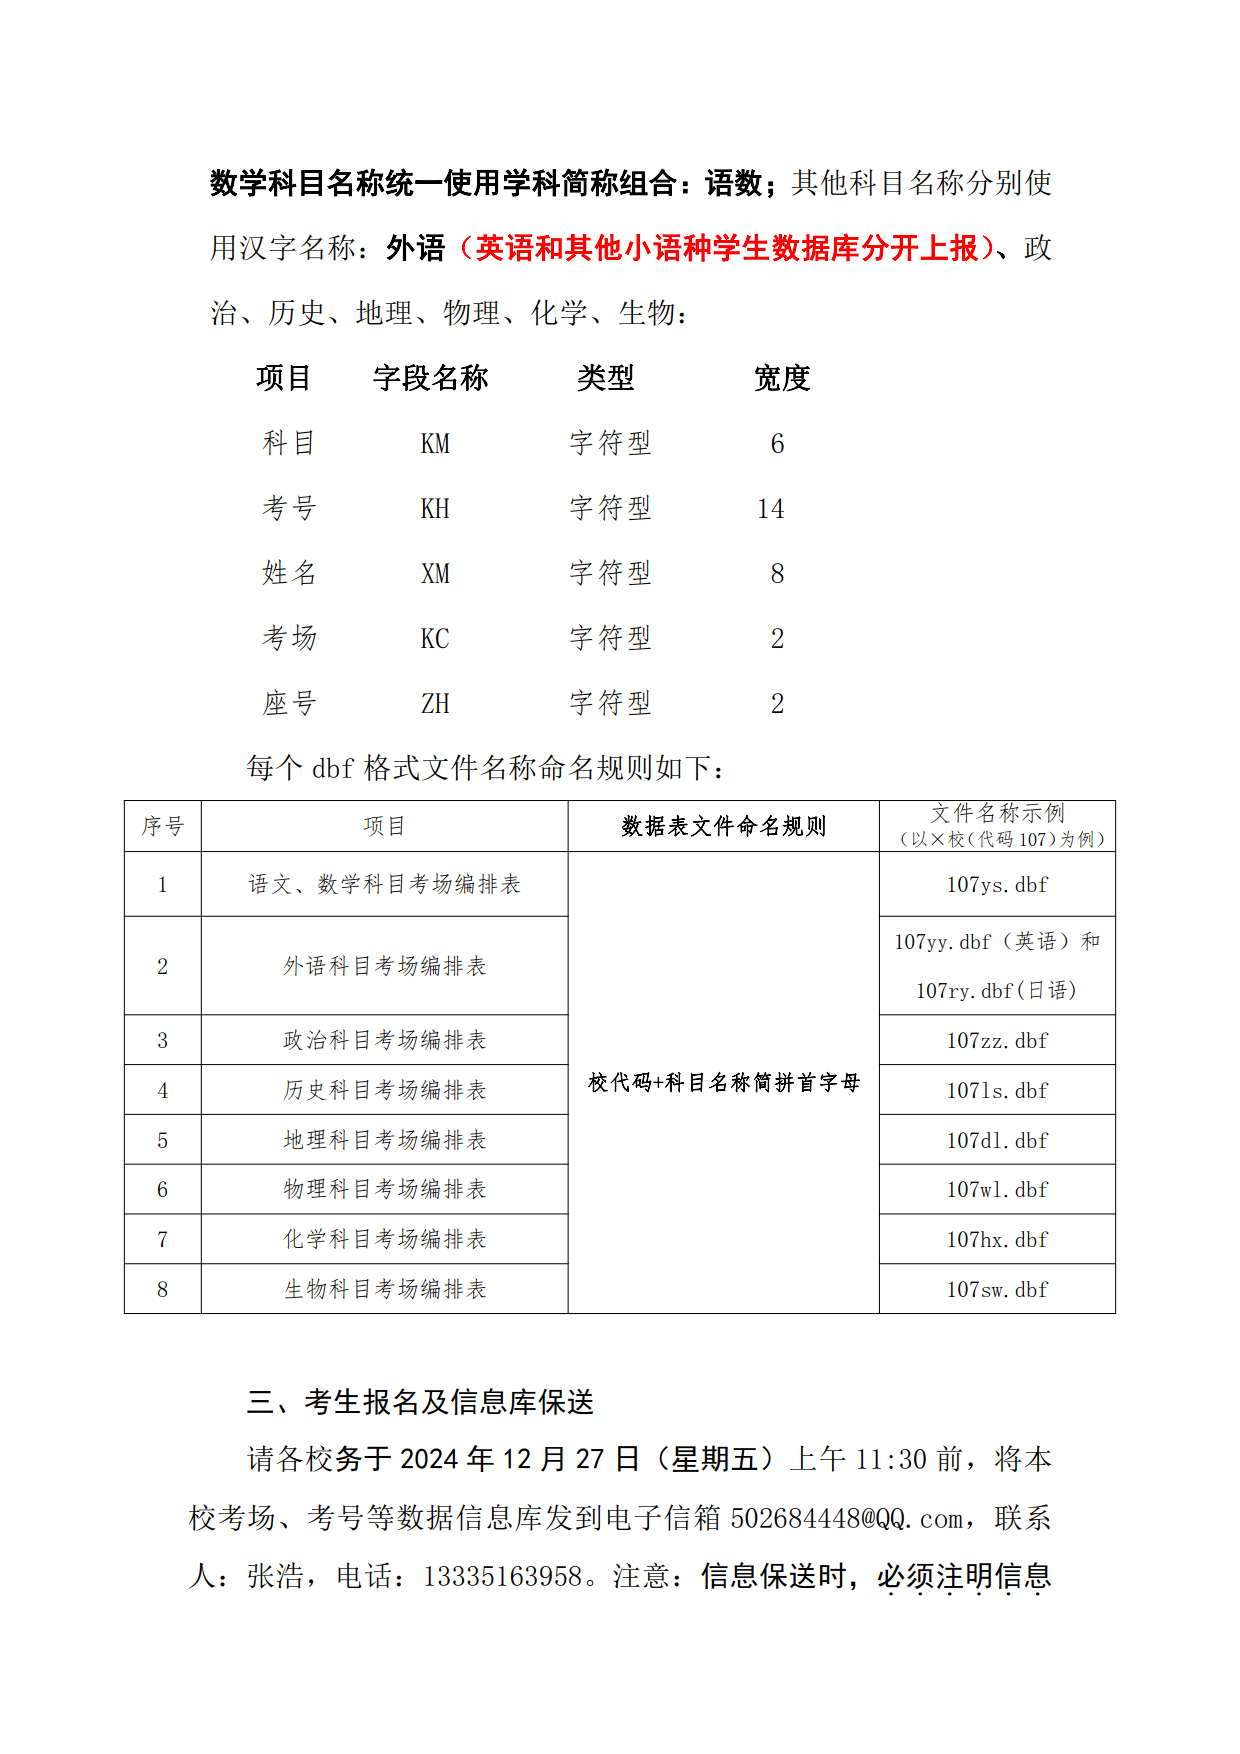 数学科目名称统一使用学科简称组合：语数；其他科目名称分别使
用汉字名称：外语（英语和其他小语种学生数据库分开上报）、政
治、历史、地理、物理、化学、生物：
项目 字段名称 类型 宽度
科目 KM 字符型 6
考号 KH 字符型 14
姓名 XM 字符型 8
考场 KC 字符型 2
座号 ZH 字符型 2
每个 dbf 格式文件名称命名规则如下：
序号 项目 数据表文件命名规则 文件名称示例
（以×校(代码 107)为例）
1 语文、数学科目考场编排表 107ys.dbf
2 外语科目考场编排表 107yy.dbf（英语）和
107ry.dbf(日语)
3 政治科目考场编排表 107zz.dbf
校代码+科目名称简拼首字母
4 历史科目考场编排表 107ls.dbf
5 地理科目考场编排表 107dl.dbf
6 物理科目考场编排表 107wl.dbf
7 化学科目考场编排表 107hx.dbf
8 生物科目考场编排表 107sw.dbf
三、考生报名及信息库保送
请各校务于 2024 年 12 月 27 日（星期五）上午 11:30 前，将本
校考场、考号等数据信息库发到电子信箱 502684448@QQ.com，联系
人：张浩，电话：13335163958。注意：信息保送时，必须注明信息